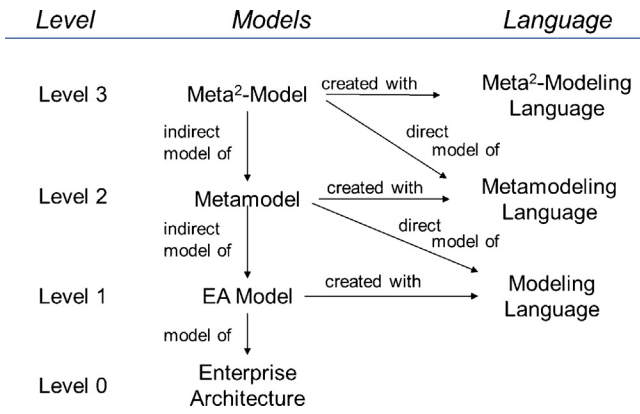 Level Models Language
Level 3 Meta²-Model created with Meta²-Modeling
Language
indirect direct
model of model of
Level 2 Metamodel created with Metamodeling
Language
indirect direct
model of model of
Level 1 EA Model created with Modeling
Language
model of
Level 0 Enterprise
Architecture